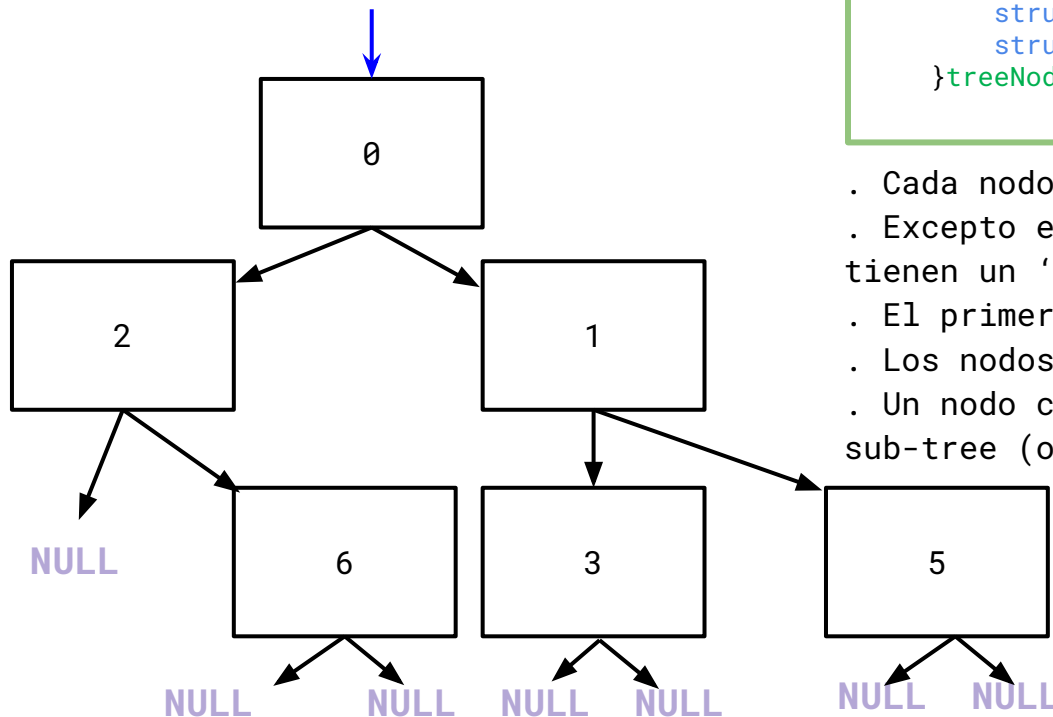 stru
stru
}treeNod
0
. Cada nodo
. Excepto e
tienen un ‘
. El primer
. Los nodos
. Un nodo c
sub-tree (o
2
1
NULL
6
3
5
NULL
NULL
NULL
NULL
NULL
NULL